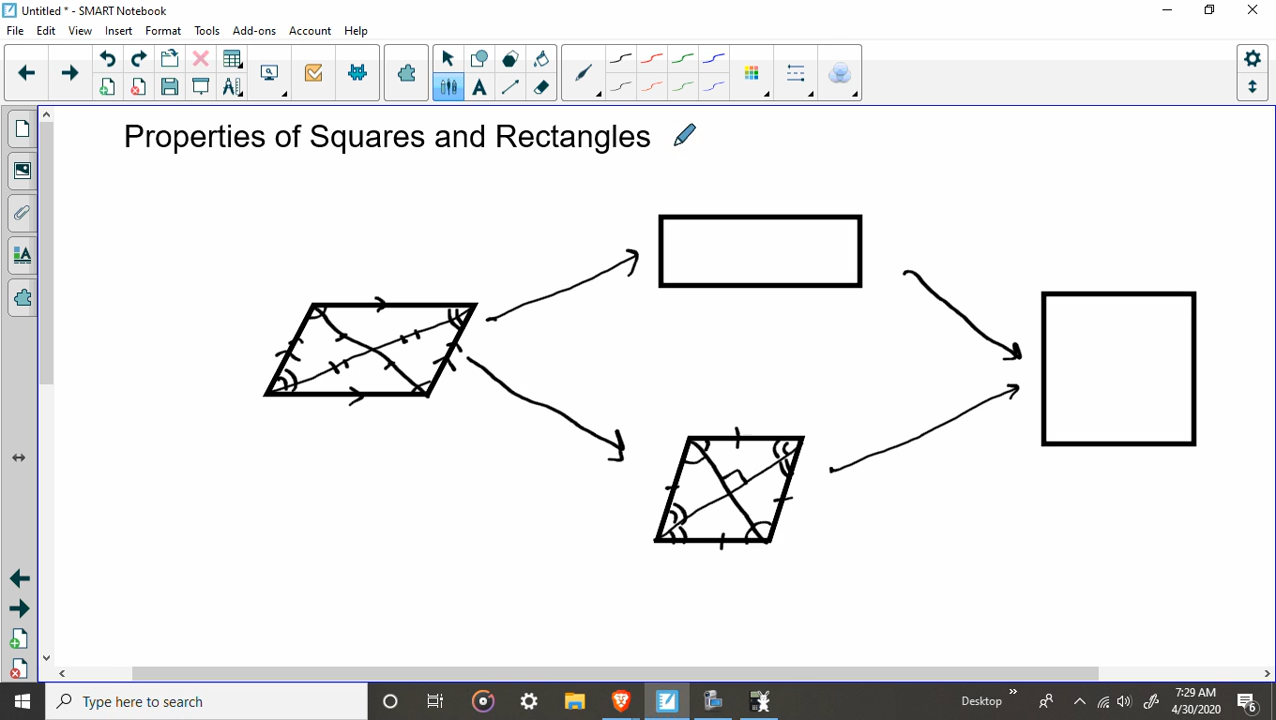 Untitled * - SMART Notebook
File Edit View Insert Format Tools Add-ons Account Help
Properties of Squares and Rectangles
Type here to search
Desktop
»
7:29 AM
4/30/2020
6